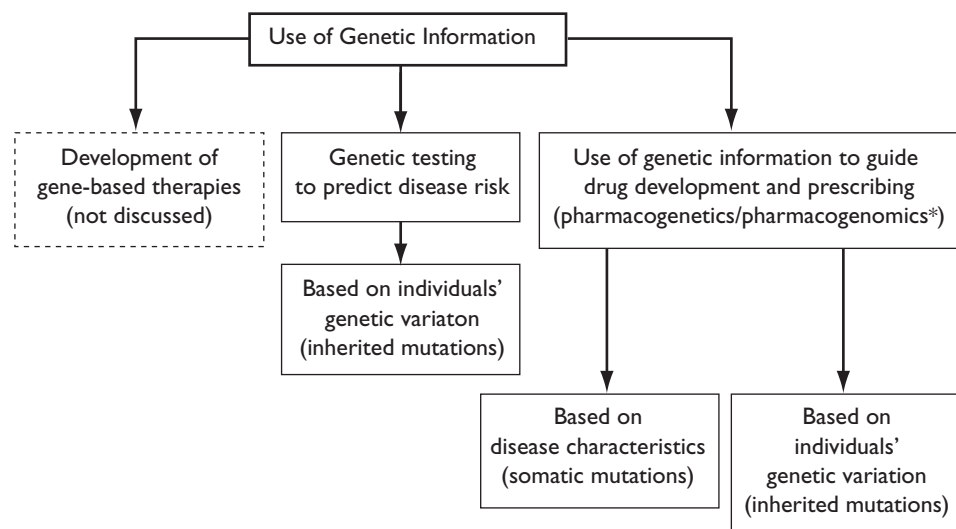 Use of Genetic Information
Development of
gene-based therapies
(not discussed)
Genetic testing
to predict disease risk
Use of genetic information to guide
drug development and prescribing
(pharmacogenetics/pharmacogenomics*)
Based on individuals’
genetic variaton
(inherited mutations)
Based on
disease characteristics
(somatic mutations)
Based on
individuals’
genetic variation
(inherited mutations)